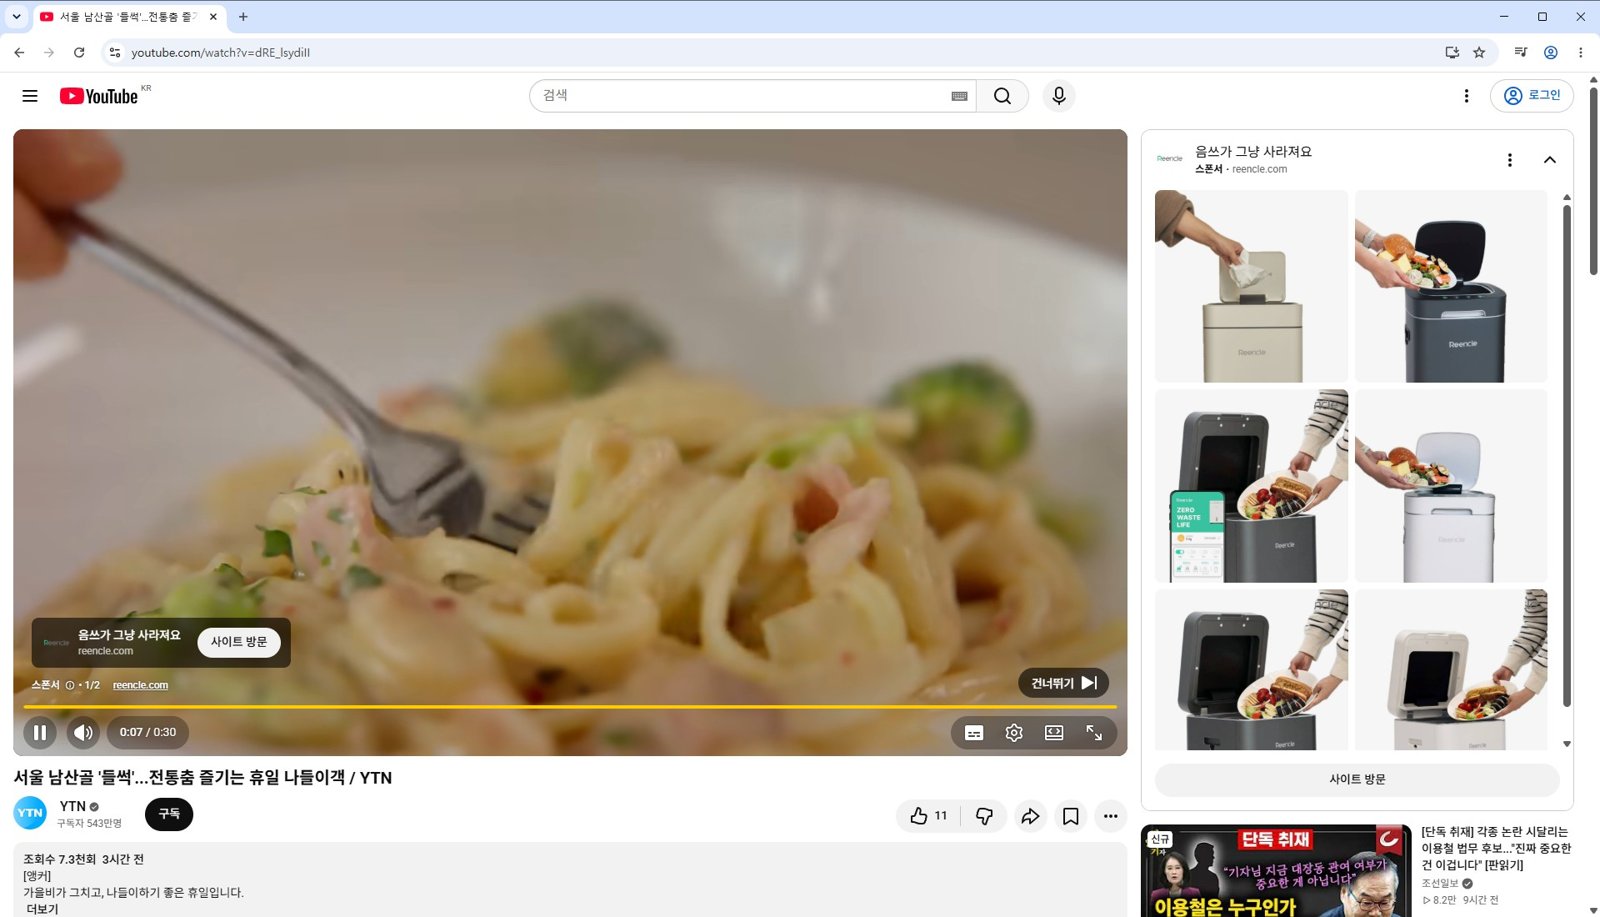 서울 남산골 '들썩'...전통춤 즐기
youtube.com/watch?v=dRE_lsydiII
YouTube KR
검색
로그인
음쓰가 그냥 사라져요
스폰서 · reencle.com
Reencle
Reencle
Reencle
ZERO
WASTE
LIFE
Reencle
Reencle
음쓰가 그냥 사라져요
reencle.com
사이트 방문
스폰서 · 1/2 reencle.com
건너뛰기
0:07 / 0:30
사이트 방문
서울 남산골 '들썩'...전통춤 즐기는 휴일 나들이객 / YTN
YTN
YTN
구독자 543만명
구독
11
조회수 7.3천회 3시간 전
[앵커]
가을비가 그치고, 나들이하기 좋은 휴일입니다.
더보기
신규
단독 취재
"기자님 지금 대장동 관여 여부가
중요한 게 아닙니다"
이용철은 누구인가
[단독 취재] 각종 논란 시달리는
이용철 법무 후보..."진짜 중요한
건 이겁니다" [판읽기]
조선일보
8.2만 9시간 전